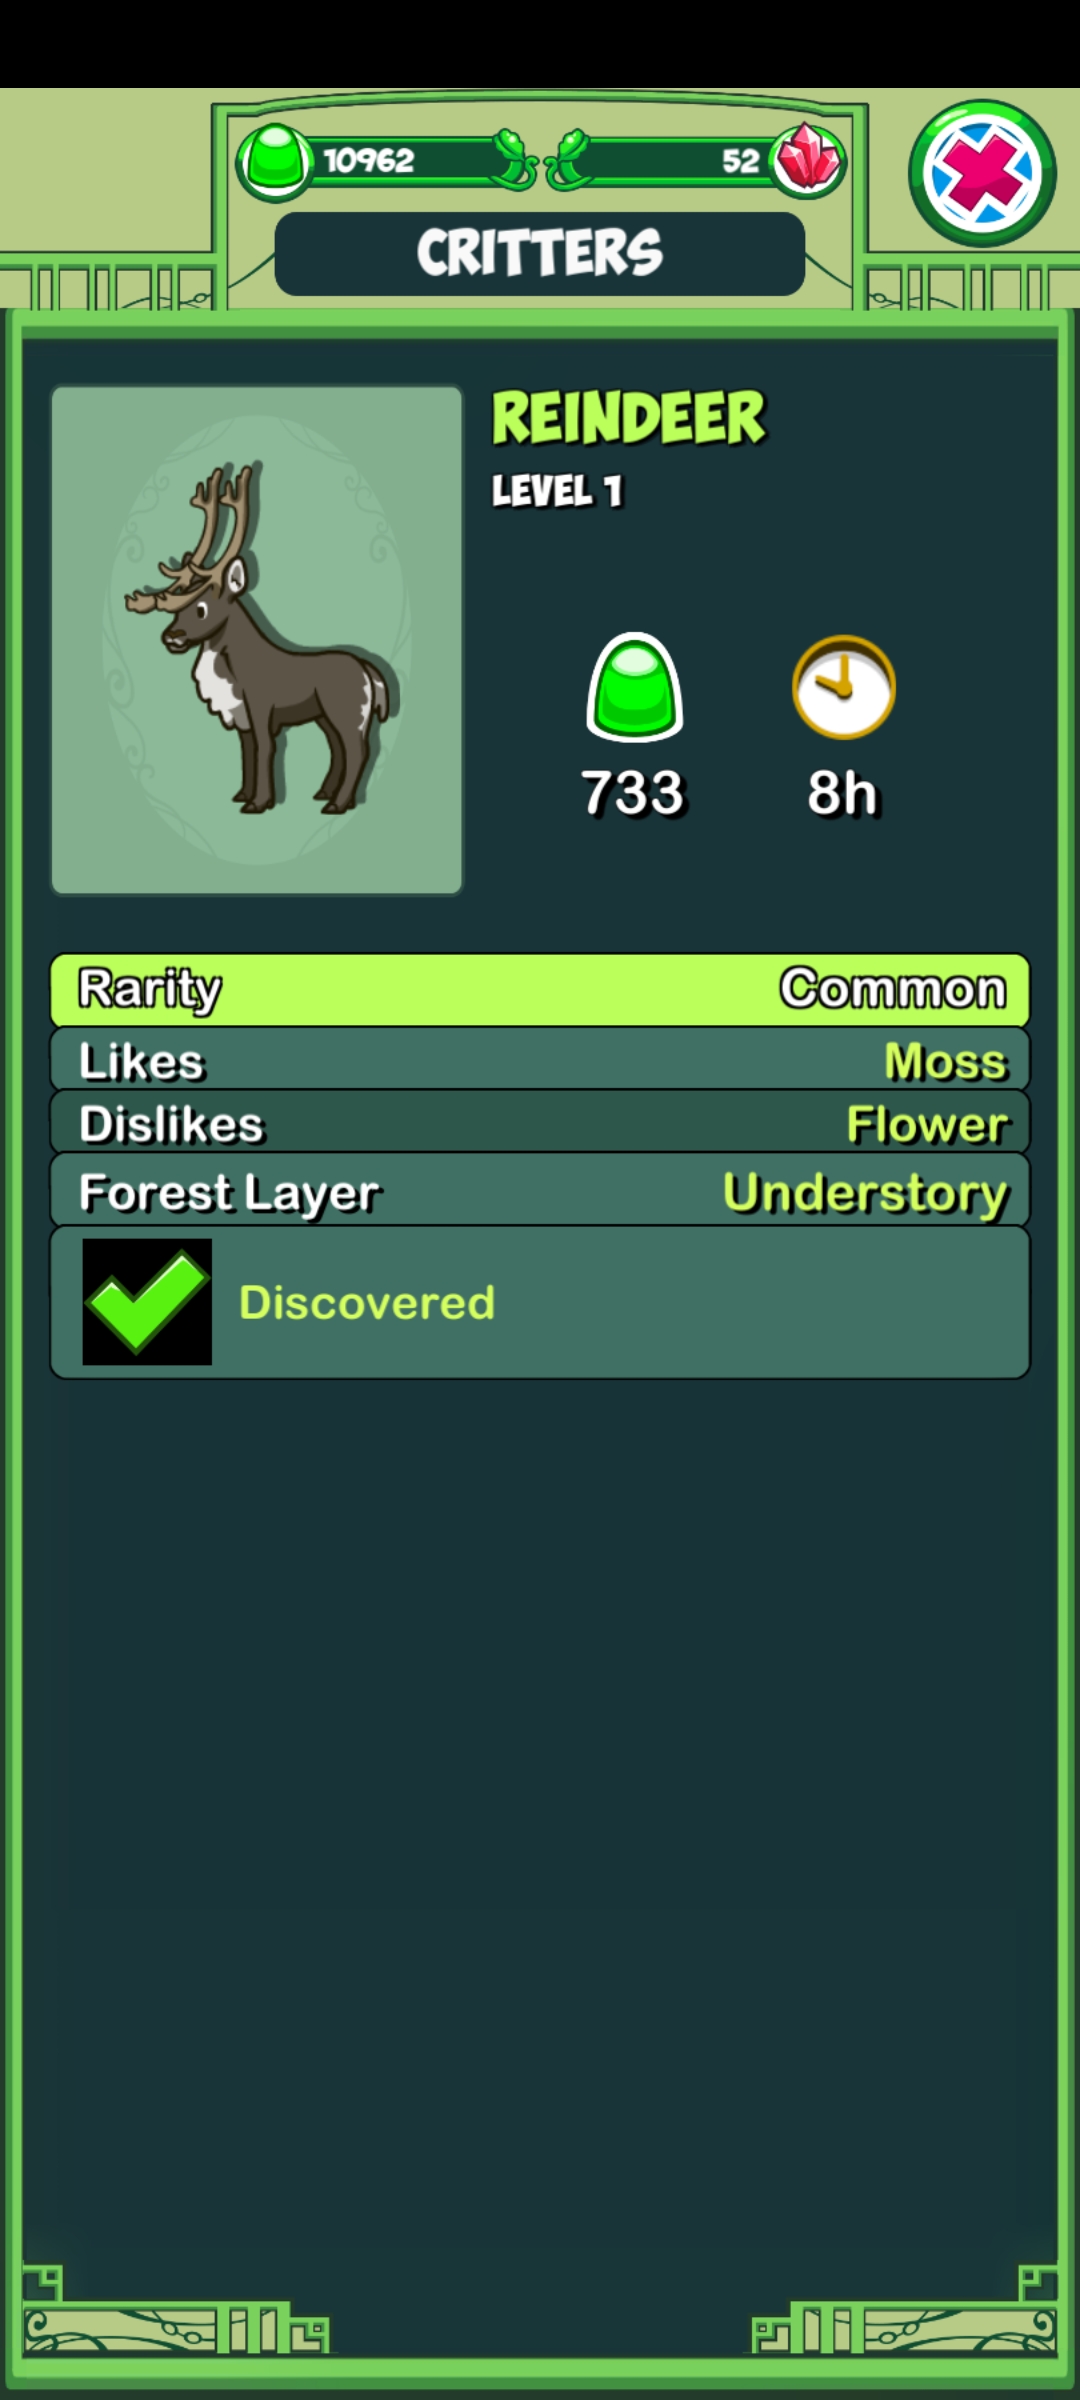 10962
52
CRITTERS
REINDEER
LEVEL 1
733
8h
Rarity Common
Likes Moss
Dislikes Flower
Forest Layer Understory
Discovered